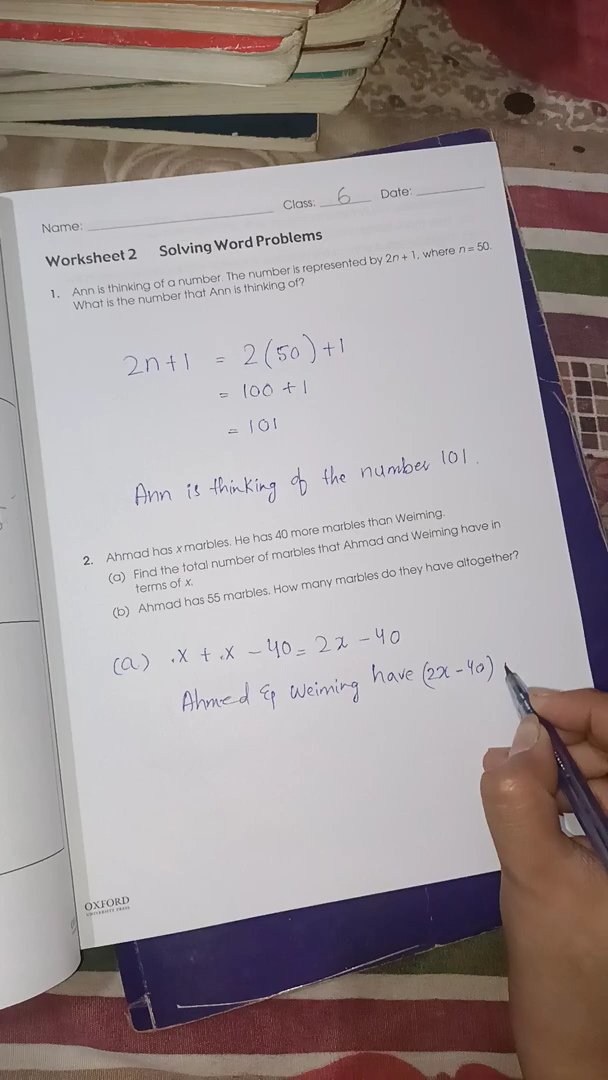 Name:
Class: 6 Date:
Worksheet 2 Solving Word Problems
1. Ann is thinking of a number. The number is represented by 2n + 1, where n = 50.
What is the number that Ann is thinking of?
2n+1 = 2(50)+1
= 100 +1
= 101
Ann is thinking of the number 101.
2. Ahmad has x marbles. He has 40 more marbles than Weiming.
(a) Find the total number of marbles that Ahmad and Weiming have in
terms of x.
(b) Ahmad has 55 marbles. How many marbles do they have altogether?
(a) x + x - 40 = 2x - 40
Ahmed & Weiming have (2x - 40)
OXFORD
UNIVERSITY PRESS